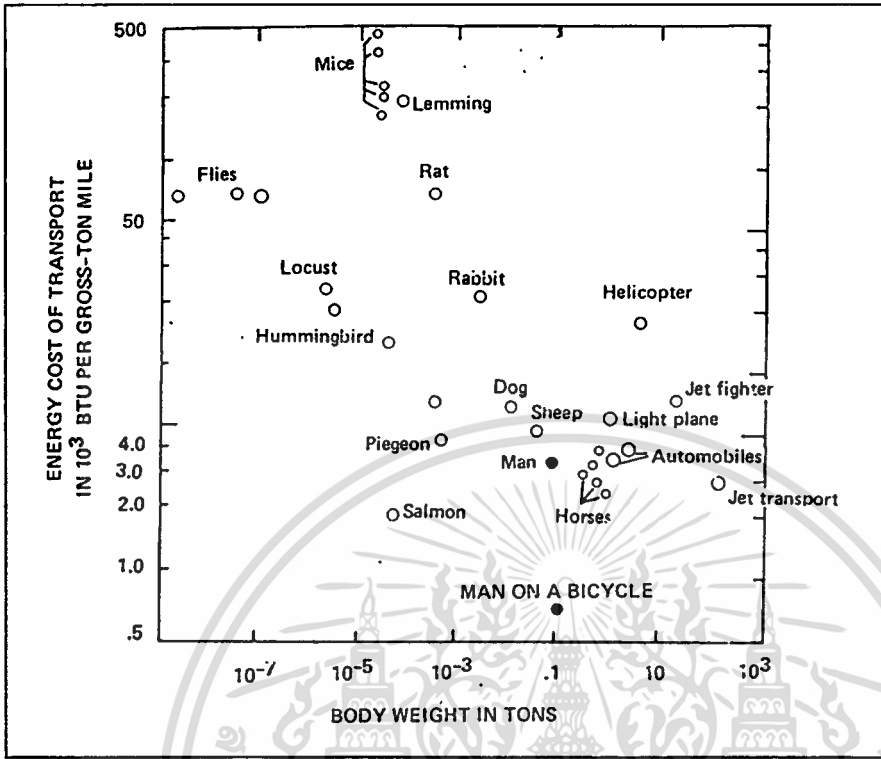 500
Mice
Lemming
Flies
Rat
50
Locust
Rabbit
Helicopter
Hummingbird
Dog
Jet fighter
Sheep
Light plane
4.0
Piegeon
Man
Automobiles
3.0
2.0
Salmon
Horses
Jet transport
1.0
MAN ON A BICYCLE
.5
10⁻⁷
10⁻⁵
10⁻³
.1
10
10³
BODY WEIGHT IN TONS
ENERGY COST OF TRANSPORT
IN 10³ BTU PER GROSS-TON MILE